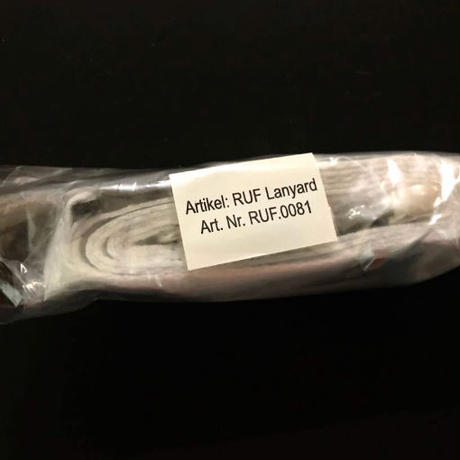 Artikel: RUF Lanyard
Art. Nr. RUF.0081